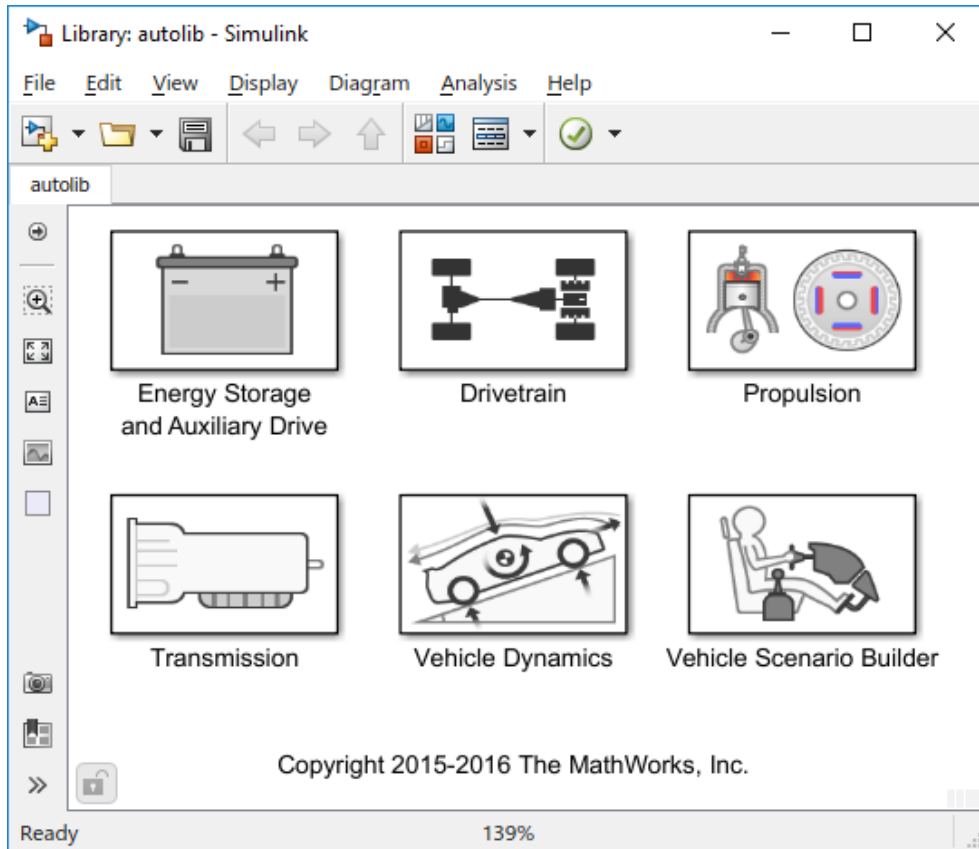 Library: autolib - Simulink
File Edit View Display Diagram Analysis Help
autolib
Energy Storage
and Auxiliary Drive
Drivetrain
Propulsion
Transmission
Vehicle Dynamics
Vehicle Scenario Builder
Copyright 2015-2016 The MathWorks, Inc.
Ready 139%